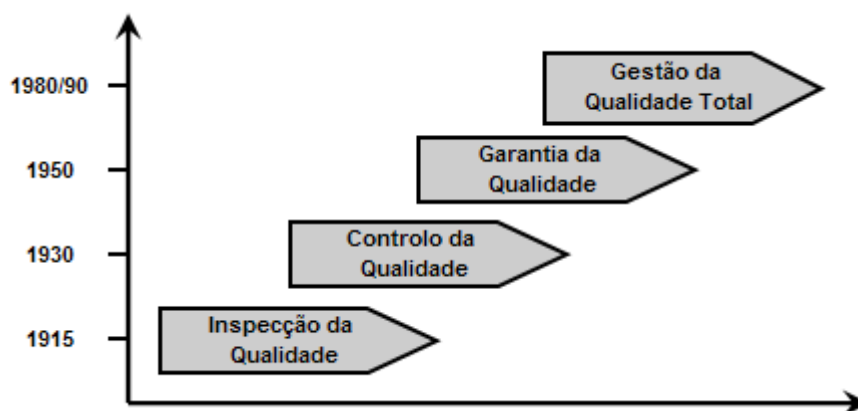 1980/90
Gestão da
Qualidade Total
1950
Garantia da
Qualidade
1930
Controlo da
Qualidade
1915
Inspecção da
Qualidade